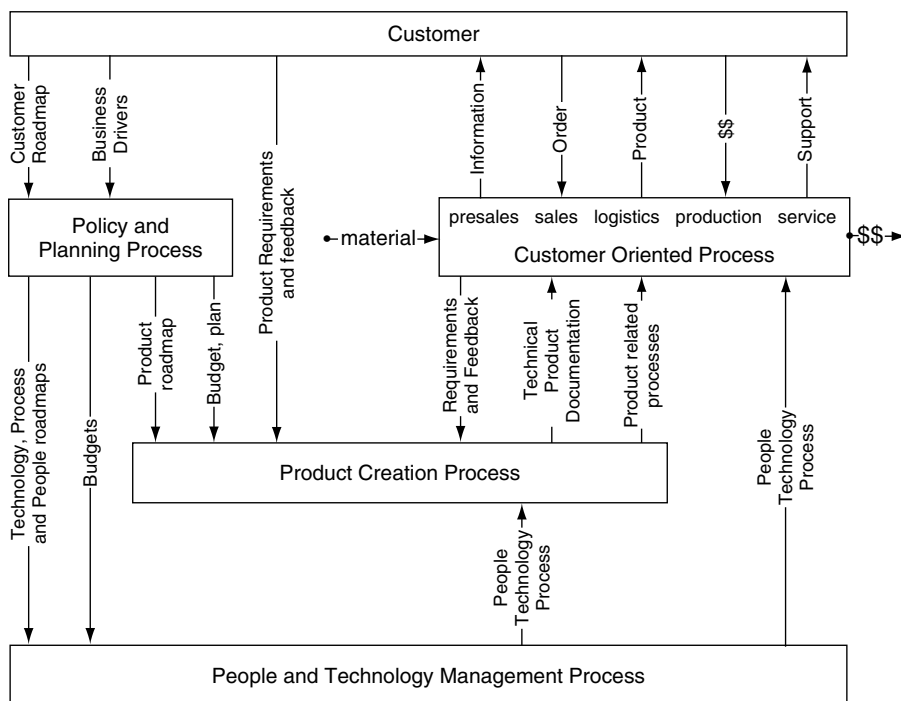 Customer
Customer
Roadmap
Business
Drivers
Product Requirements
and feedback
Information
Order
Product
$$
Support
Policy and
Planning Process
presales sales logistics production service
Customer Oriented Process
material
$$
Technology, Process
and People roadmaps
Budgets
Product
roadmap
Budget, plan
Requirements
and Feedback
Technical
Product
Documentation
Product related
processes
People
Technology
Process
Product Creation Process
People
Technology
Process
People and Technology Management Process